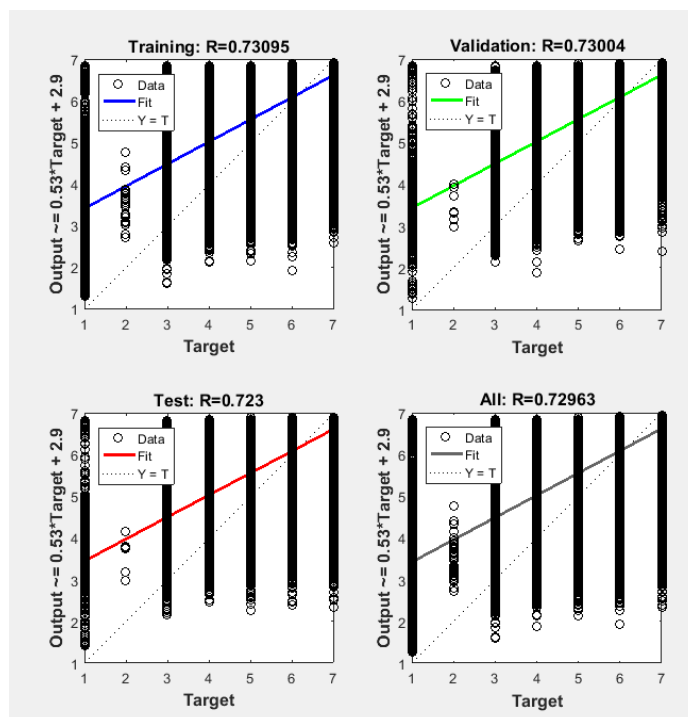 Training: R=0.73095
Output ~= 0.53*Target + 2.9
7
6
5
4
3
2
1
Data
Fit
Y = T
1 2 3 4 5 6 7
Target
Validation: R=0.73004
Output ~= 0.53*Target + 2.9
7
6
5
4
3
2
1
Data
Fit
Y = T
1 2 3 4 5 6 7
Target
Test: R=0.723
Output ~= 0.53*Target + 2.9
7
6
5
4
3
2
1
Data
Fit
Y = T
1 2 3 4 5 6 7
Target
All: R=0.72963
Output ~= 0.53*Target + 2.9
7
6
5
4
3
2
1
Data
Fit
Y = T
1 2 3 4 5 6 7
Target